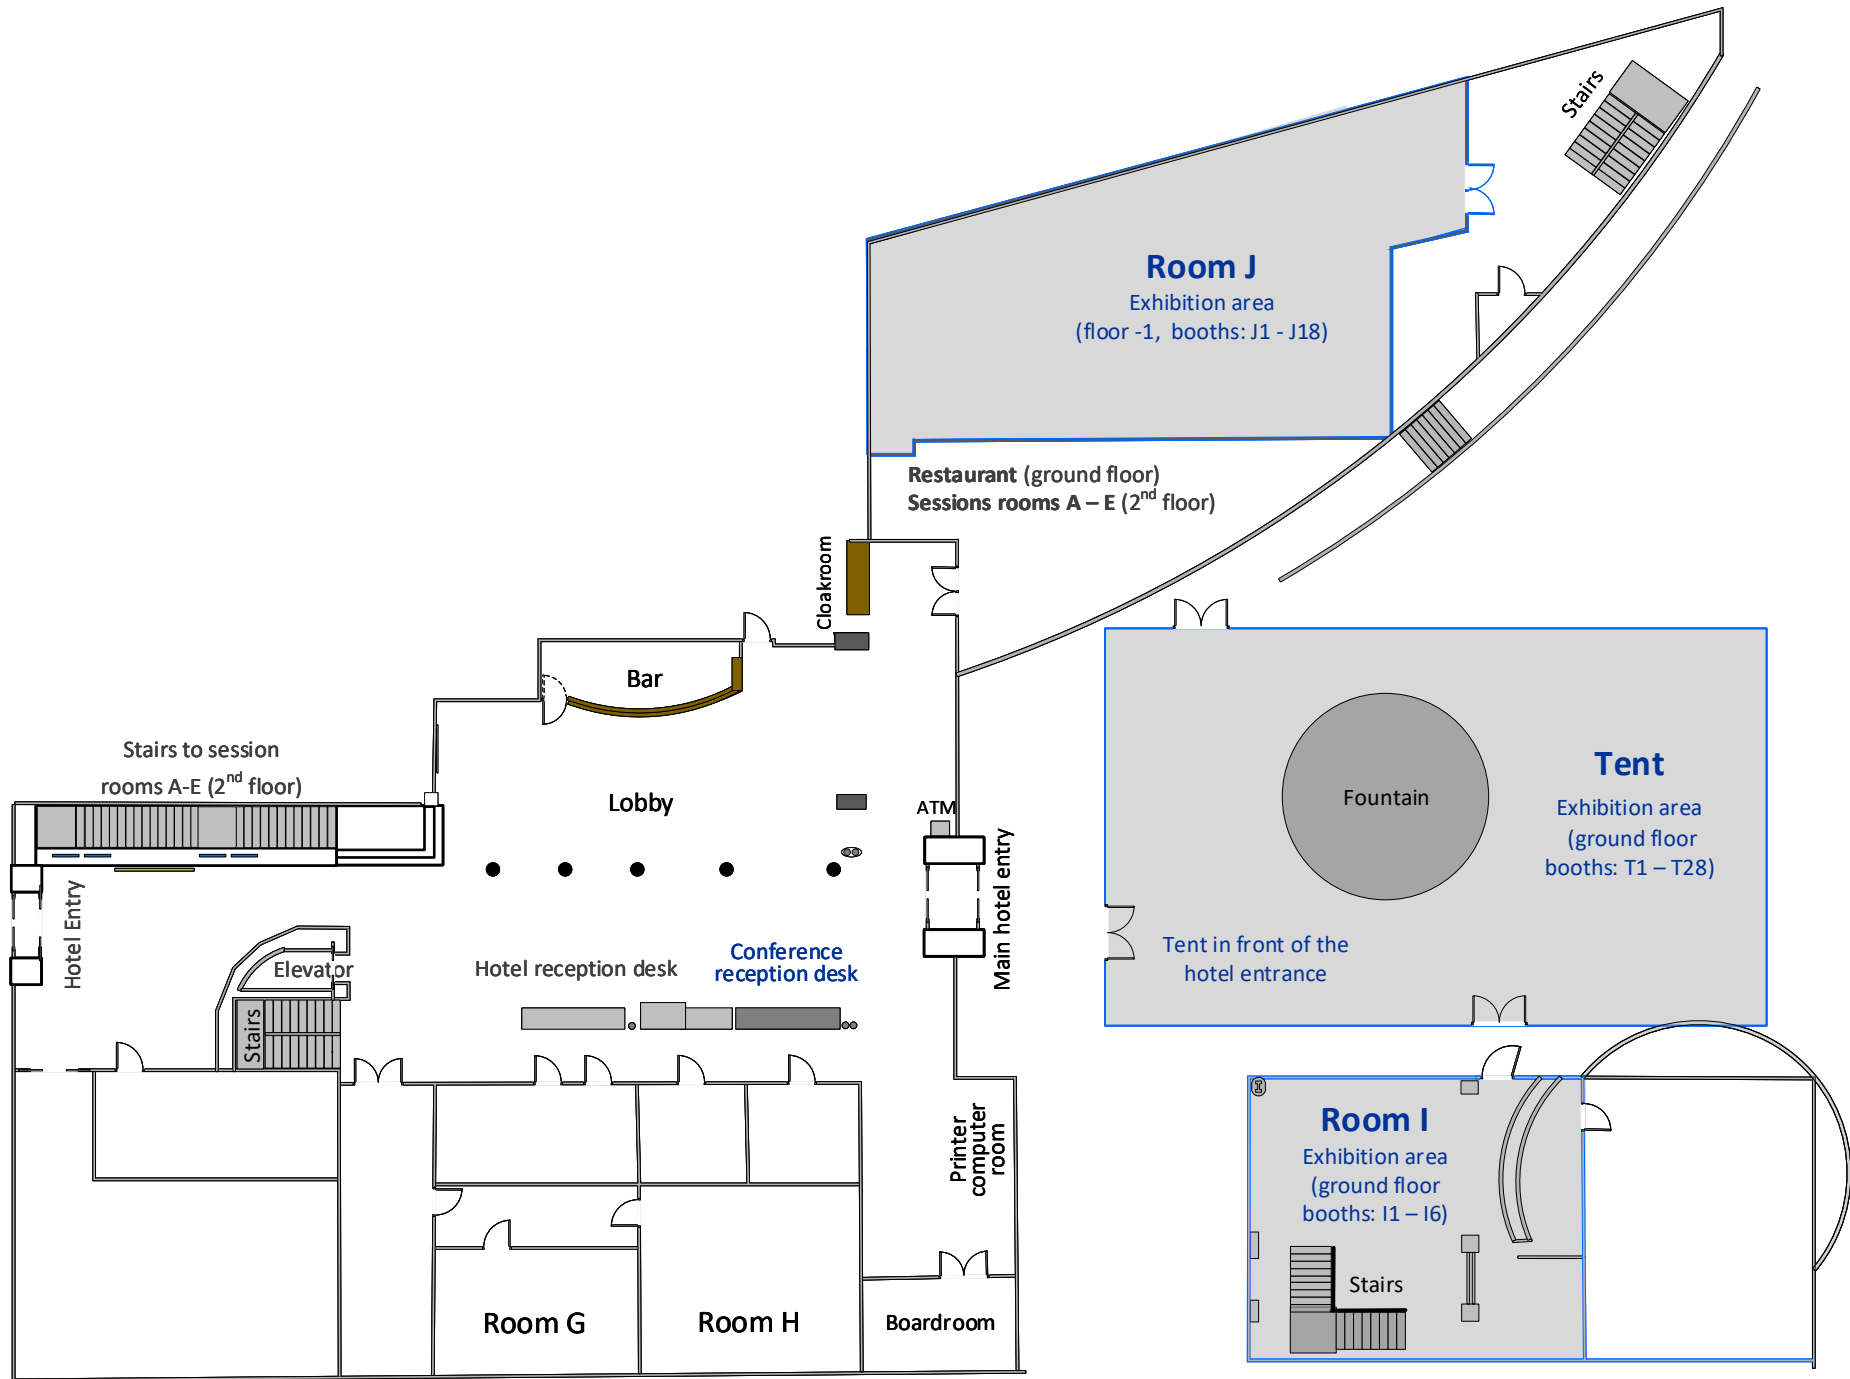 Stairs
Room J
Exhibition area
(floor -1, booths: J1 - J18)
Restaurant (ground floor)
Sessions rooms A – E (2nd floor)
Cloakroom
Bar
Stairs to session
rooms A-E (2nd floor)
Lobby
ATM
Main hotel entry
Fountain
Tent
Exhibition area
(ground floor
booths: T1 – T28)
Tent in front of the
hotel entrance
Hotel Entry
Elevator
Stairs
Hotel reception desk
Conference
reception desk
Printer
computer
room
Room I
Exhibition area
(ground floor
booths: I1 – I6)
Stairs
Room G
Room H
Boardroom